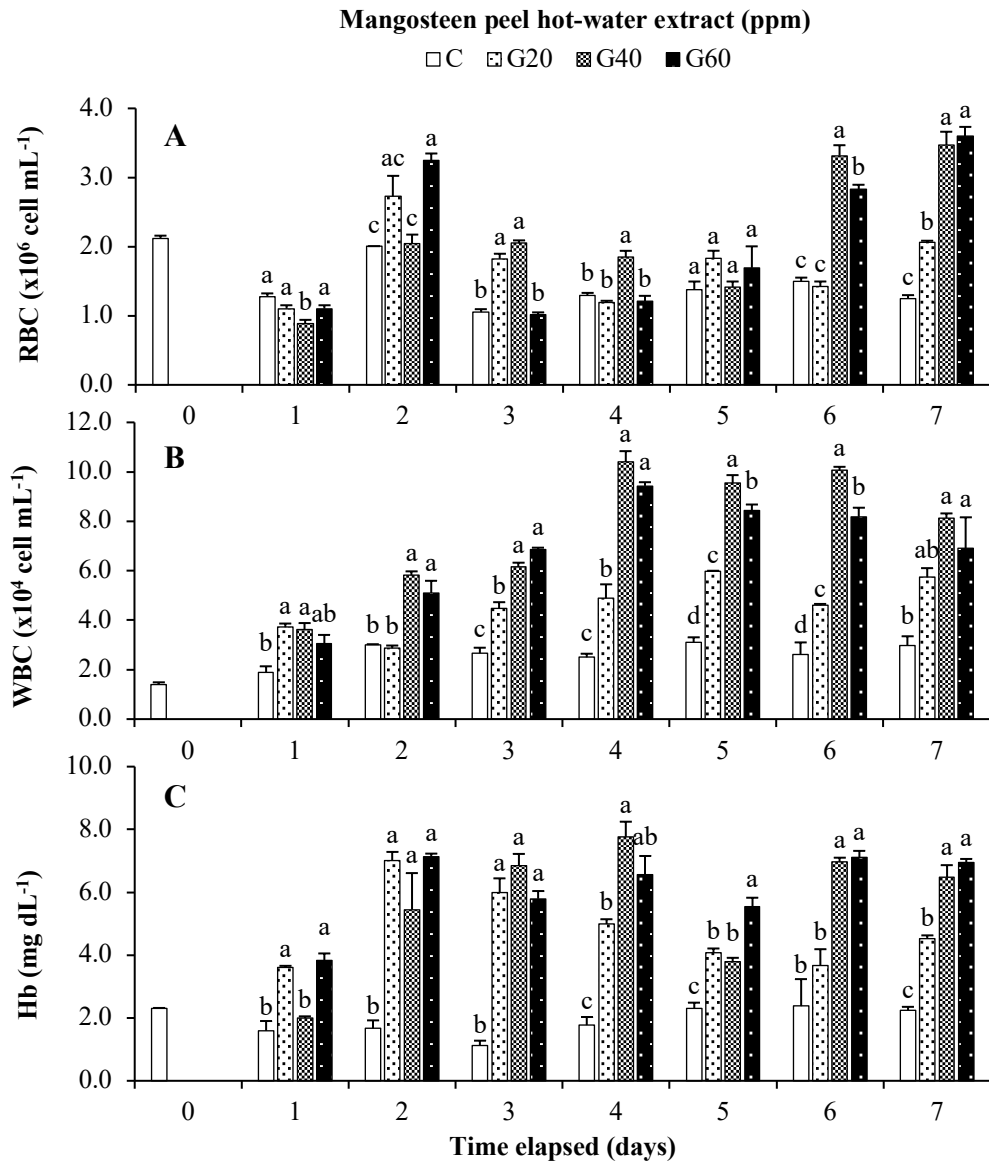 Mangosteen peel hot-water extract (ppm)
C G20 G40 G60
A
RBC (x10⁶ cell mL⁻¹)
4.0
3.0
2.0
1.0
0.0
a a b a
c ac c a
b a a b
b b a b
a a a a
c c a b
c b a a
0 1 2 3 4 5 6 7
B
WBC (x10⁴ cell mL⁻¹)
12.0
10.0
8.0
6.0
4.0
2.0
0.0
b a a ab
b b a a
c b a a
c b a a
d c a b
d c a b
b ab a a
0 1 2 3 4 5 6 7
C
Hb (mg dL⁻¹)
10.0
8.0
6.0
4.0
2.0
0.0
b a b a
b a a a
b a a a
c b a ab
c b b a
b b a a
c b a a
0 1 2 3 4 5 6 7
Time elapsed (days)